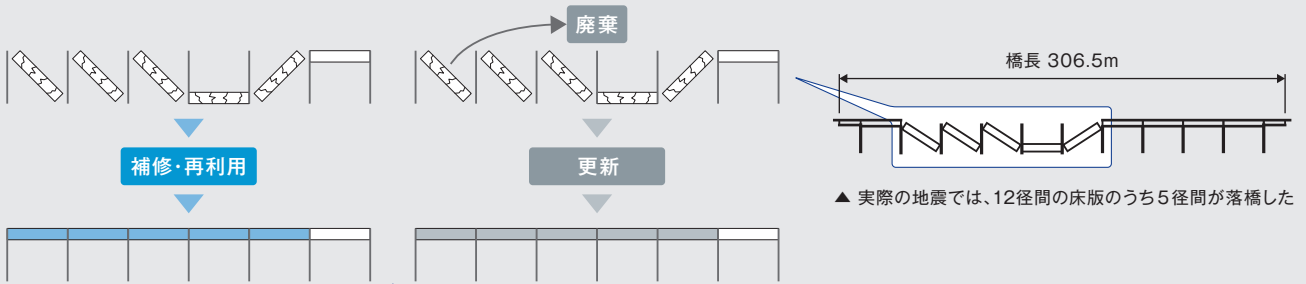 廃棄
補修・再利用
更新
橋長 306.5m
▲ 実際の地震では、12径間の床版のうち5径間が落橋した